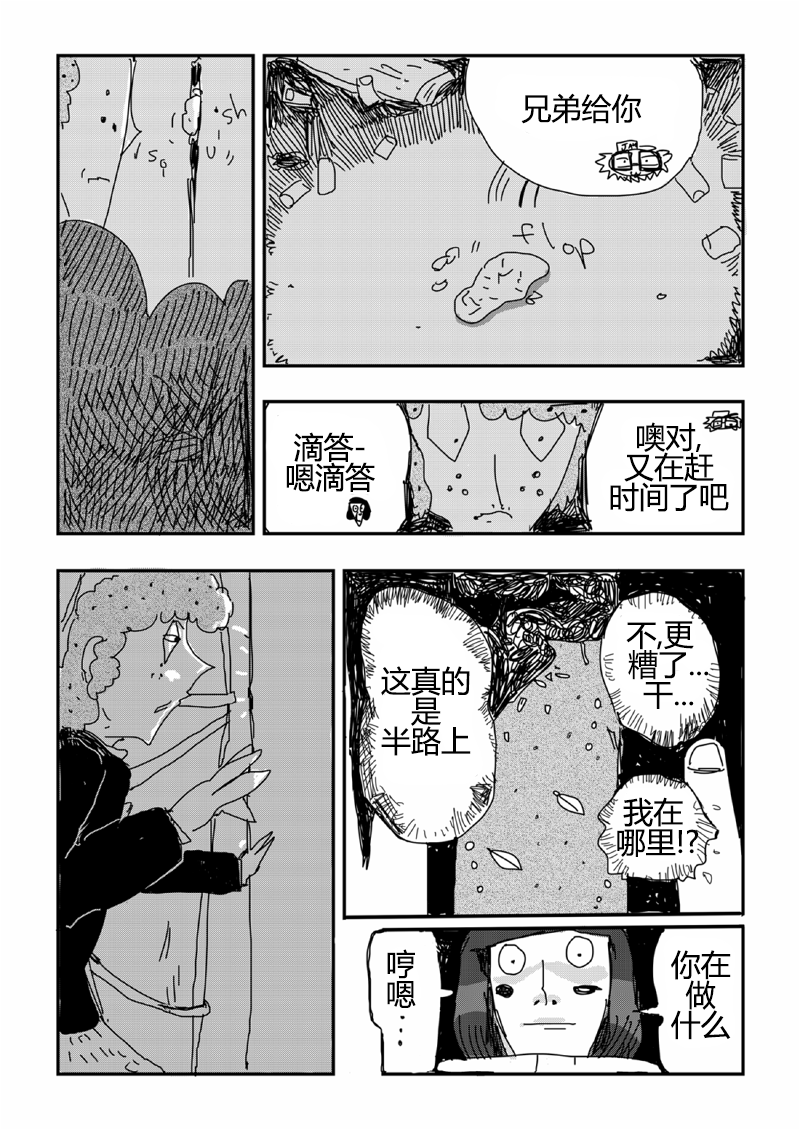 兄弟给你
flop
噢对,
又在赶
时间了吧
滴答-
嗯滴答
squish
不,更
糟了...
干...
我在
哪里!?
这真的
是
半路上
你在
做
什么
哼
嗯
...